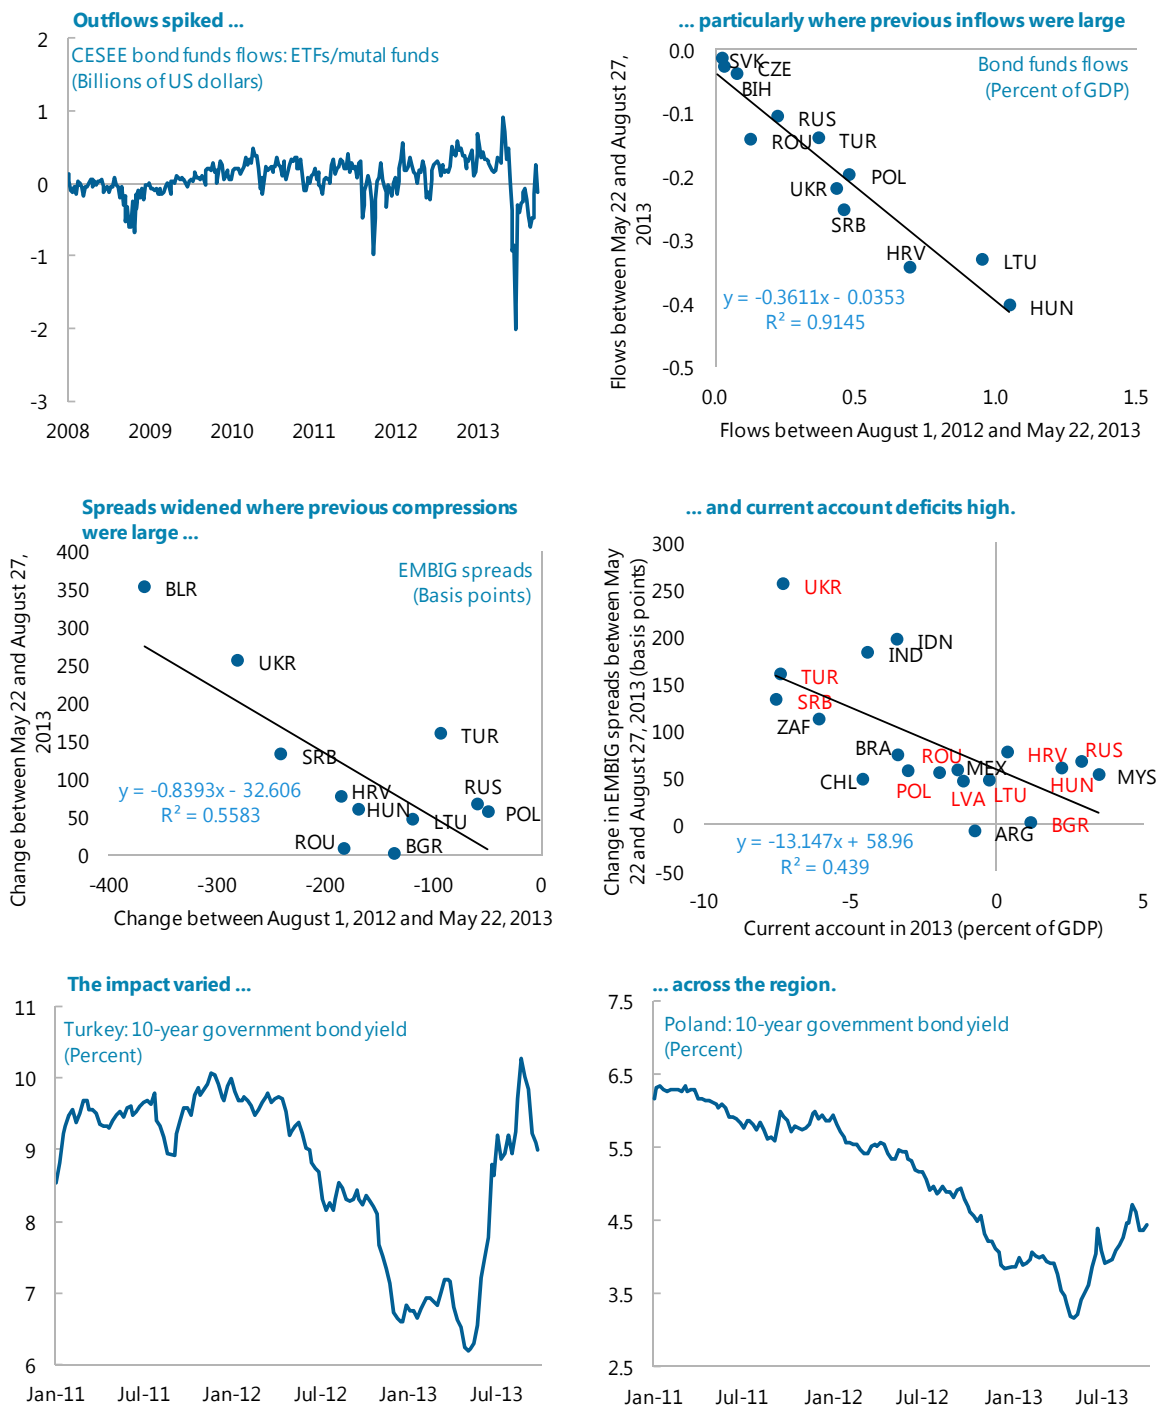 Outflows spiked ...
CESEE bond funds flows: ETFs/mutal funds
(Billions of US dollars)
2
1
0
-1
-2
-3
2008 2009 2010 2011 2012 2013
... particularly where previous inflows were large
Bond funds flows
(Percent of GDP)
Flows between May 22 and August 27,
2013
0.0
-0.1
-0.2
-0.3
-0.4
-0.5
SVK
CZE
BIH
RUS
ROU
TUR
POL
UKR
SRB
HRV
LTU
HUN
y = -0.3611x - 0.0353
R² = 0.9145
0.0 0.5 1.0 1.5
Flows between August 1, 2012 and May 22, 2013
Spreads widened where previous compressions
were large ...
EMBIG spreads
(Basis points)
Change between May 22 and August 27,
2013
400
350
300
250
200
150
100
50
0
BLR
UKR
TUR
SRB
HRV
RUS
HUN
LTU
POL
ROU
BGR
y = -0.8393x - 32.606
R² = 0.5583
-400 -300 -200 -100 0
Change between August 1, 2012 and May 22, 2013
... and current account deficits high.
Change in EMBIG spreads between May
22 and August 27, 2013 (basis points)
300
250
200
150
100
50
0
-50
UKR
IDN
IND
TUR
SRB
ZAF
BRA
ROU
HRV
RUS
MEX
CHL
POL
LVA
LTU
HUN
MYS
ARG
BGR
y = -13.147x + 58.96
R² = 0.439
-10 -5 0 5
Current account in 2013 (percent of GDP)
The impact varied ...
Turkey: 10-year government bond yield
(Percent)
11
10
9
8
7
6
Jan-11 Jul-11 Jan-12 Jul-12 Jan-13 Jul-13
... across the region.
Poland: 10-year government bond yield
(Percent)
7.5
6.5
5.5
4.5
3.5
2.5
Jan-11 Jul-11 Jan-12 Jul-12 Jan-13 Jul-13